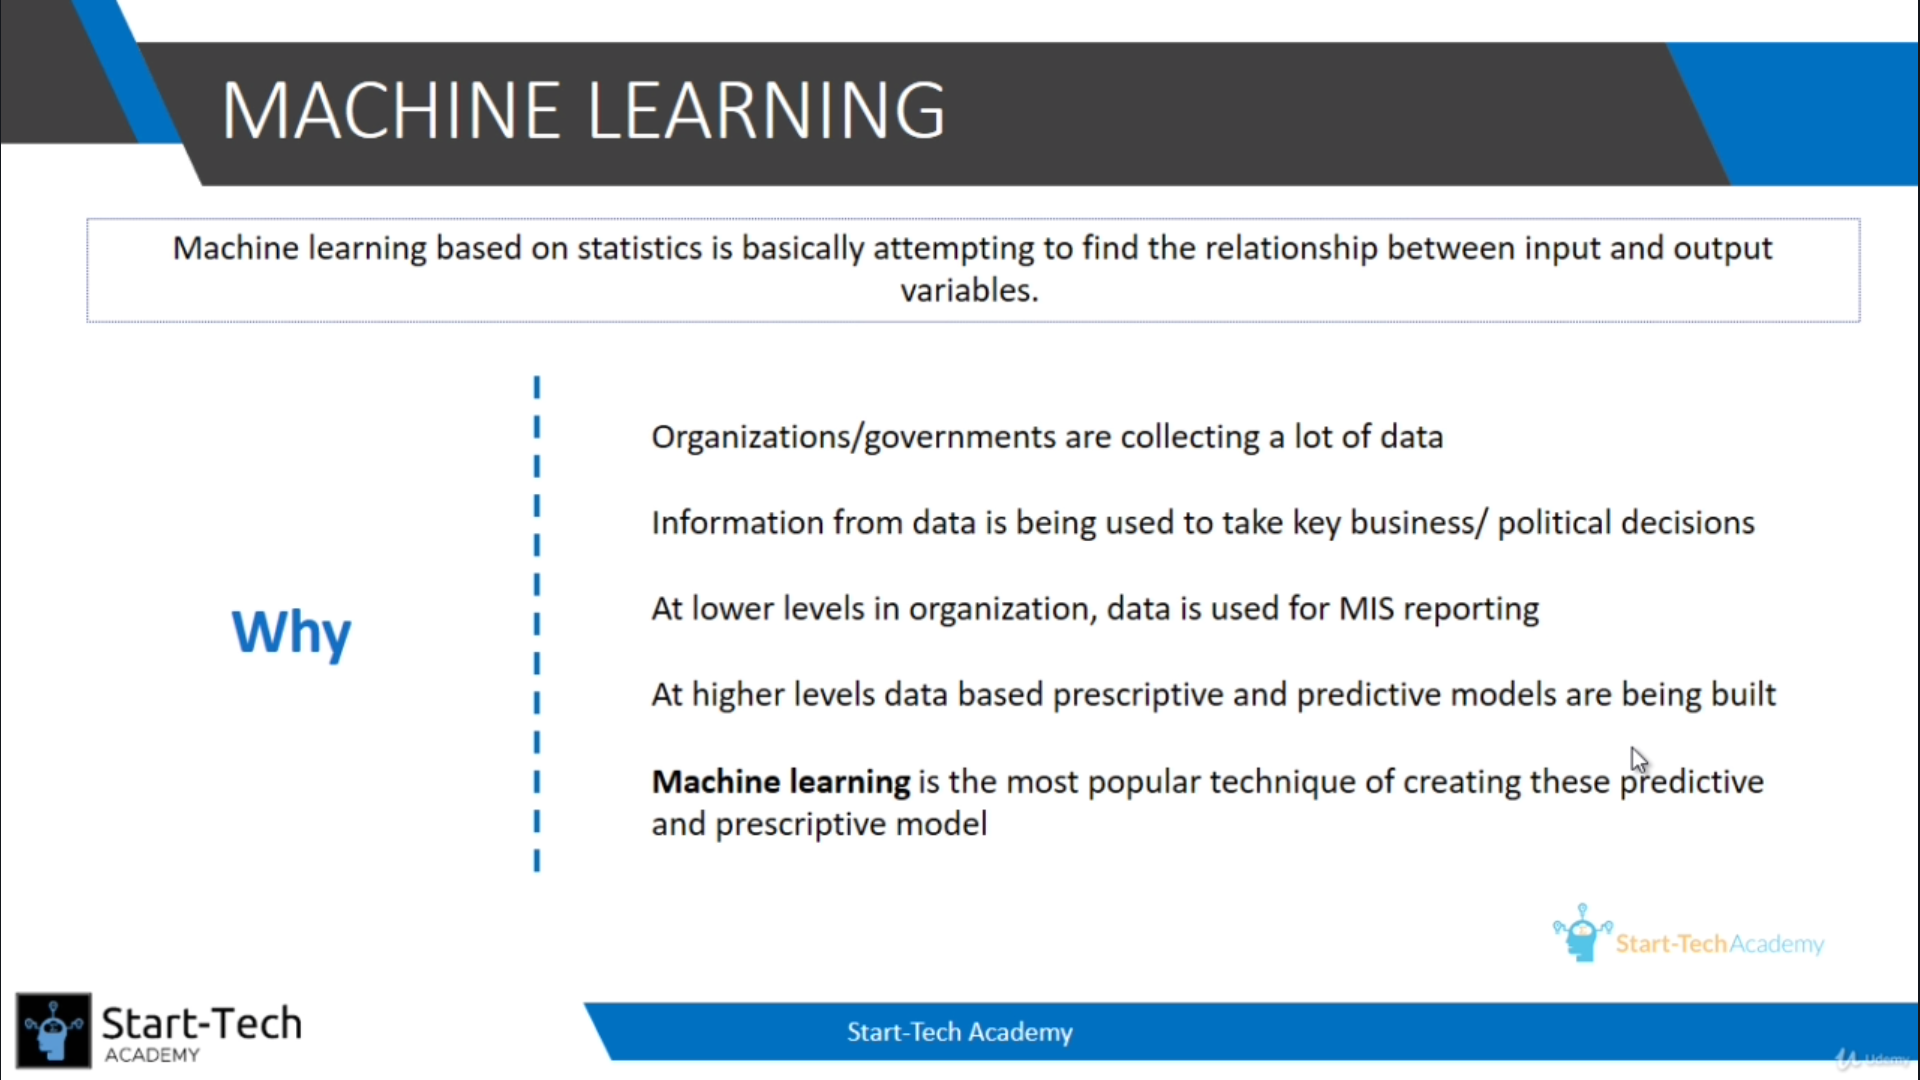 MACHINE LEARNING
Machine learning based on statistics is basically attempting to find the relationship between input and output
variables.
Why
Organizations/governments are collecting a lot of data
Information from data is being used to take key business/ political decisions
At lower levels in organization, data is used for MIS reporting
At higher levels data based prescriptive and predictive models are being built
Machine learning is the most popular technique of creating these predictive
and prescriptive model
Start-TechAcademy
Start-Tech
ACADEMY
Start-Tech Academy
Udemy